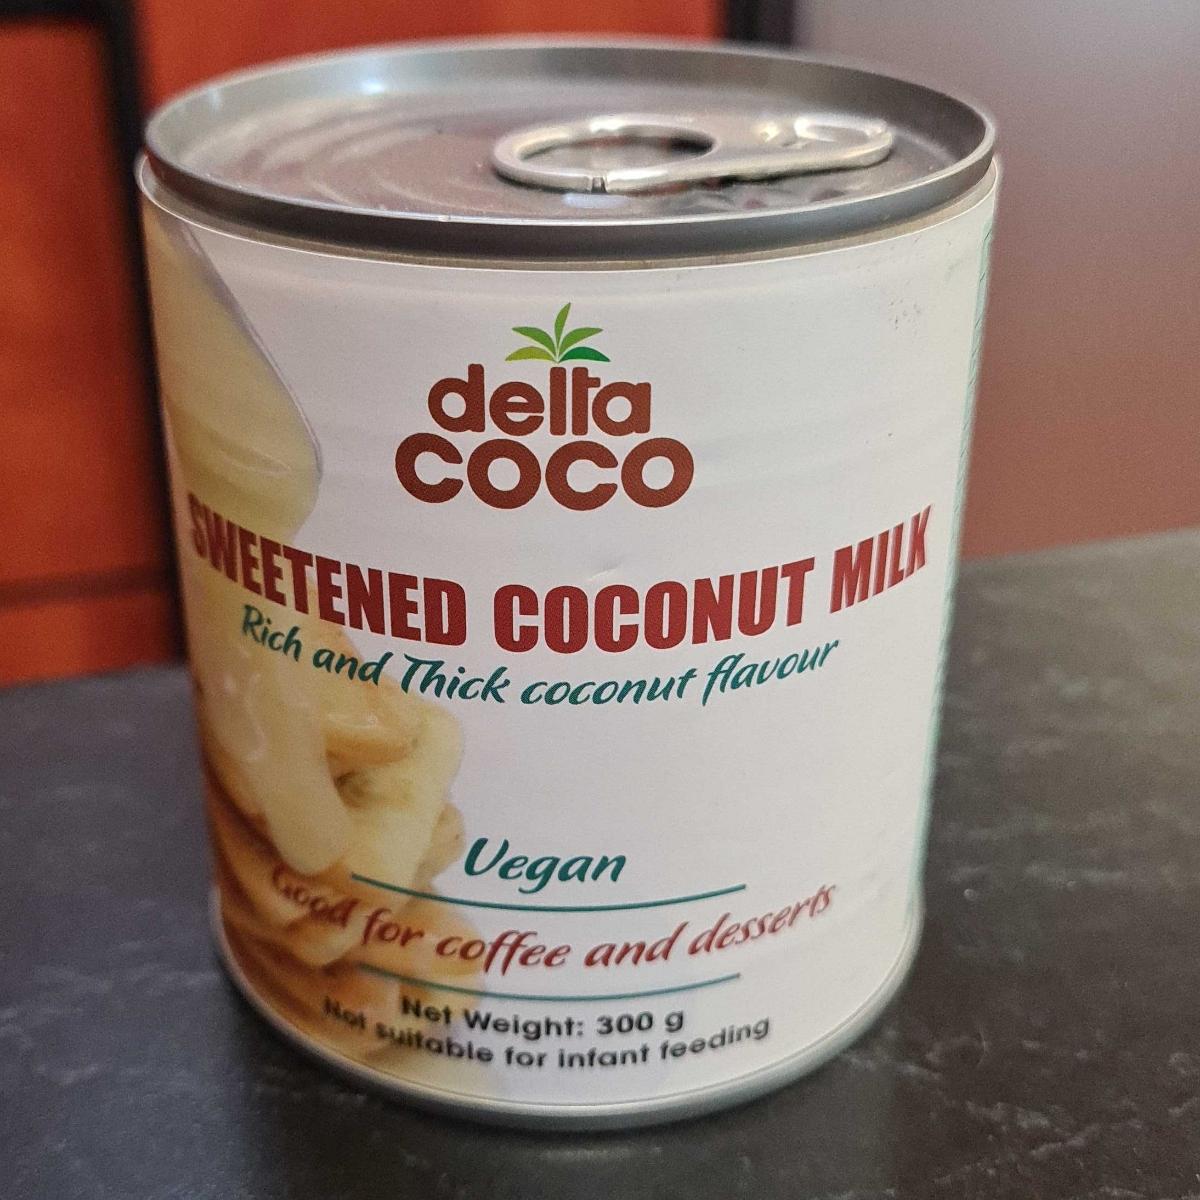 delta
coco
SWEETENED COCONUT MILK
Rich and Thick coconut flavour
Vegan
Good for coffee and desserts
Net Weight: 300 g
Not suitable for infant feeding